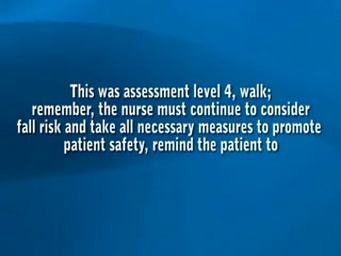 This was assessment level 4, walk;
remember, the nurse must continue to consider
fall risk and take all necessary measures to promote
patient safety, remind the patient to